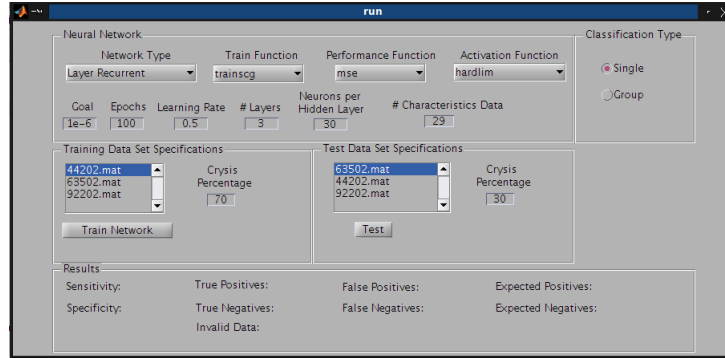 run
Neural Network
Classification Type
Network Type Train Function Performance Function Activation Function
Layer Recurrent trainscg mse hardlim
Single
Group
Goal Epochs Learning Rate # Layers Neurons per Hidden Layer # Characteristics Data
1e-6 100 0.5 3 30 29
Training Data Set Specifications
44202.mat
63502.mat
92202.mat
Crysis
Percentage
70
Train Network
Test Data Set Specifications
63502.mat
44202.mat
92202.mat
Crysis
Percentage
30
Test
Results
Sensitivity: True Positives: False Positives: Expected Positives:
Specificity: True Negatives: False Negatives: Expected Negatives:
Invalid Data: